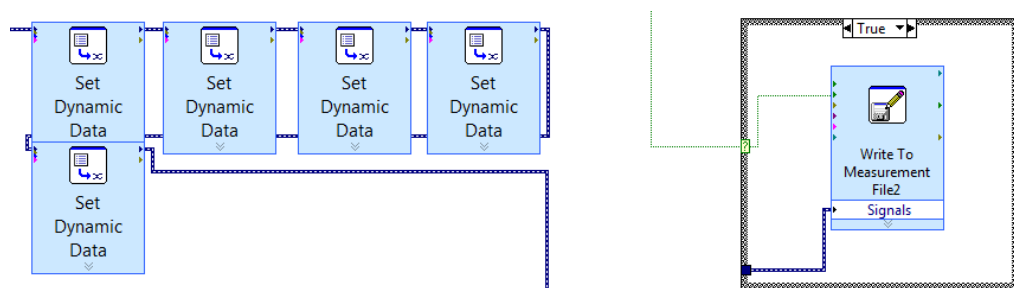 Set
Dynamic
Data
Set
Dynamic
Data
Set
Dynamic
Data
Set
Dynamic
Data
Set
Dynamic
Data
True
?
Write To
Measurement
File2
Signals